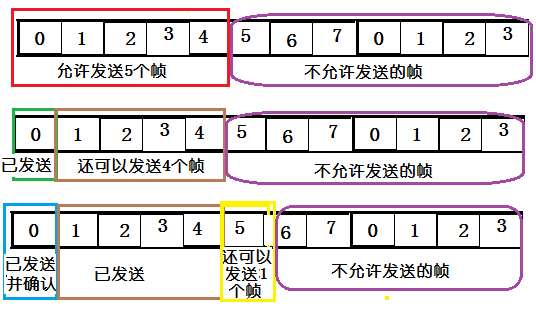 0 1 2 3 4 5 6 7 0 1 2 3
允许发送5个帧 不允许发送的帧
0 1 2 3 4 5 6 7 0 1 2 3
已发送 还可以发送4个帧 不允许发送的帧
0 1 2 3 4 5 6 7 0 1 2 3
已发送
并确认
已发送
还可以
发送1
个帧
不允许发送的帧